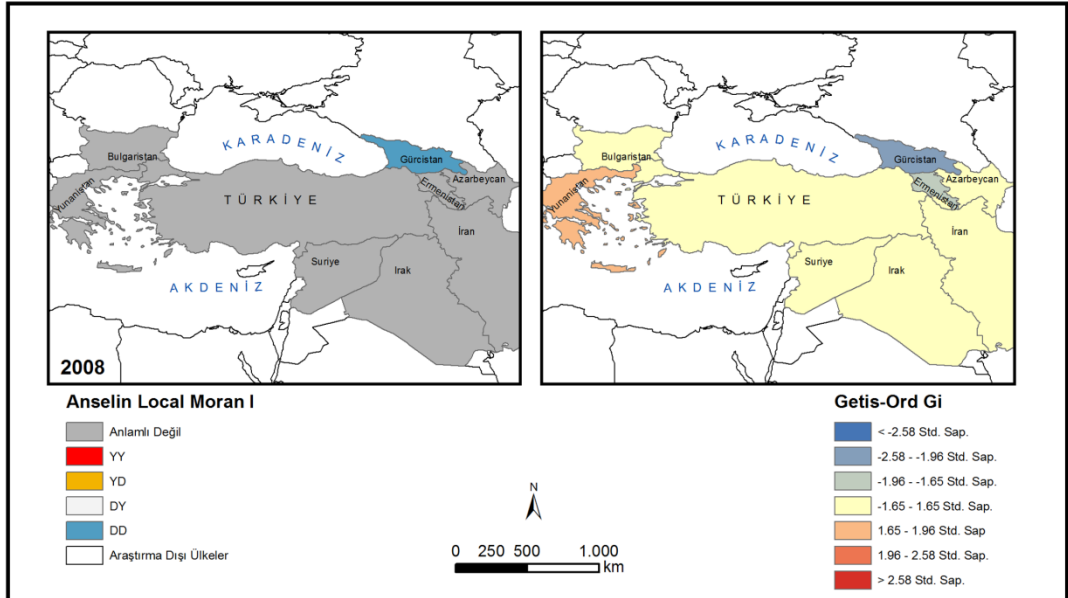 KARADENİZ
Bulgaristan
Gürcistan
Azarbeycan
Ermenistan
Yunanistan
TÜRKİYE
İran
Suriye
Irak
AKDENİZ
2008
KARADENİZ
Bulgaristan
Gürcistan
Azarbeycan
Ermenistan
Yunanistan
TÜRKİYE
İran
Suriye
Irak
AKDENİZ
Anselin Local Moran I
Anlamlı Değil
YY
YD
DY
DD
Araştırma Dışı Ülkeler
N
0 250 500 1.000
km
Getis-Ord Gi
< -2.58 Std. Sap.
-2.58 - -1.96 Std. Sap.
-1.96 - -1.65 Std. Sap.
-1.65 - 1.65 Std. Sap.
1.65 - 1.96 Std. Sap
1.96 - 2.58 Std. Sap.
> 2.58 Std. Sap.